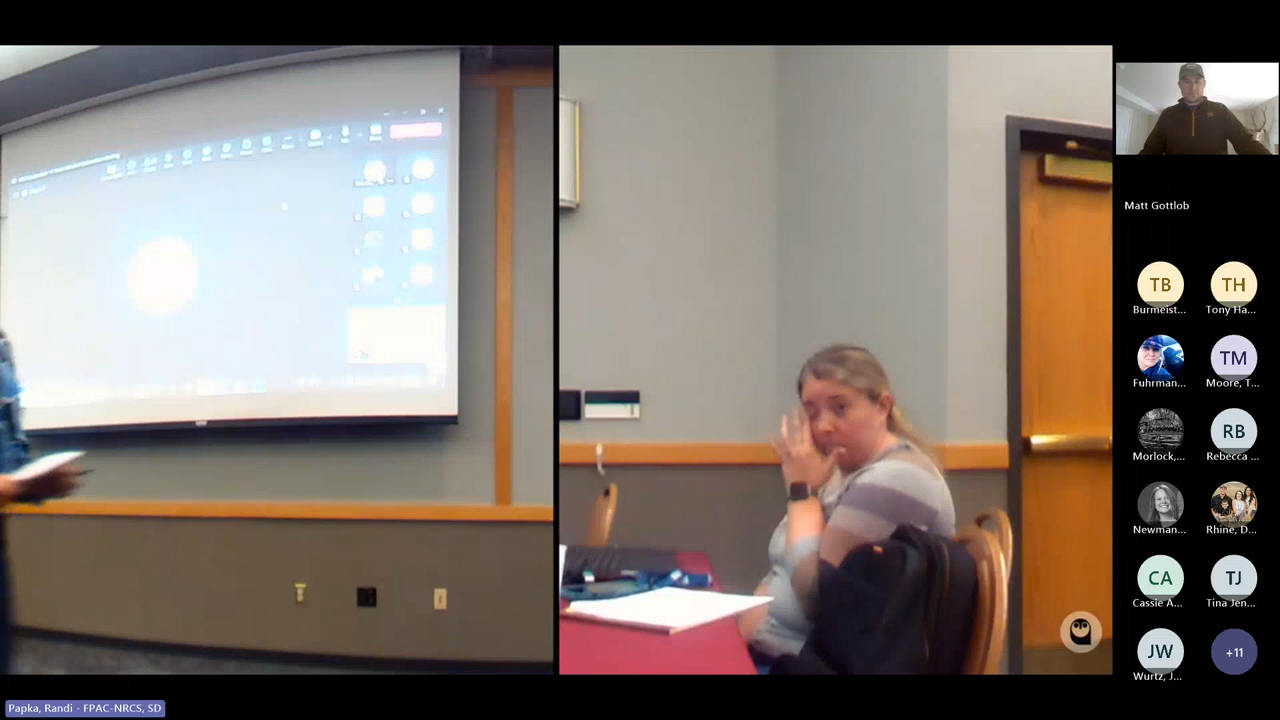 Matt Gottlob
TB
TH
Burmeist...
Tony Ha...
TM
Fuhrman...
Moore, T...
RB
Morlock,...
Rebecca ...
Newman...
Rhine, D...
CA
TJ
Cassie A...
Tina Jen...
JW
+11
Wurtz, J...
Papka, Randi - FPAC-NRCS, SD